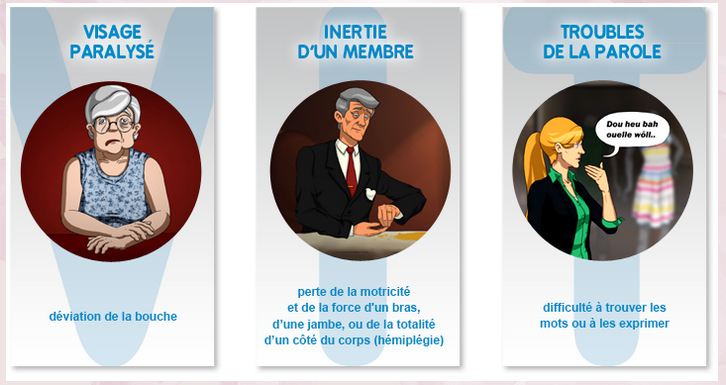 VISAGE
PARALYSÉ
déviation de la bouche
INERTIE
D'UN MEMBRE
perte de la motricité
et de la force d'un bras,
d'une jambe, ou de la totalité
d'un côté du corps (hémiplégie)
TROUBLES
DE LA PAROLE
Dou heu bah
ouelle wóll..
difficulté à trouver les
mots ou à les exprimer